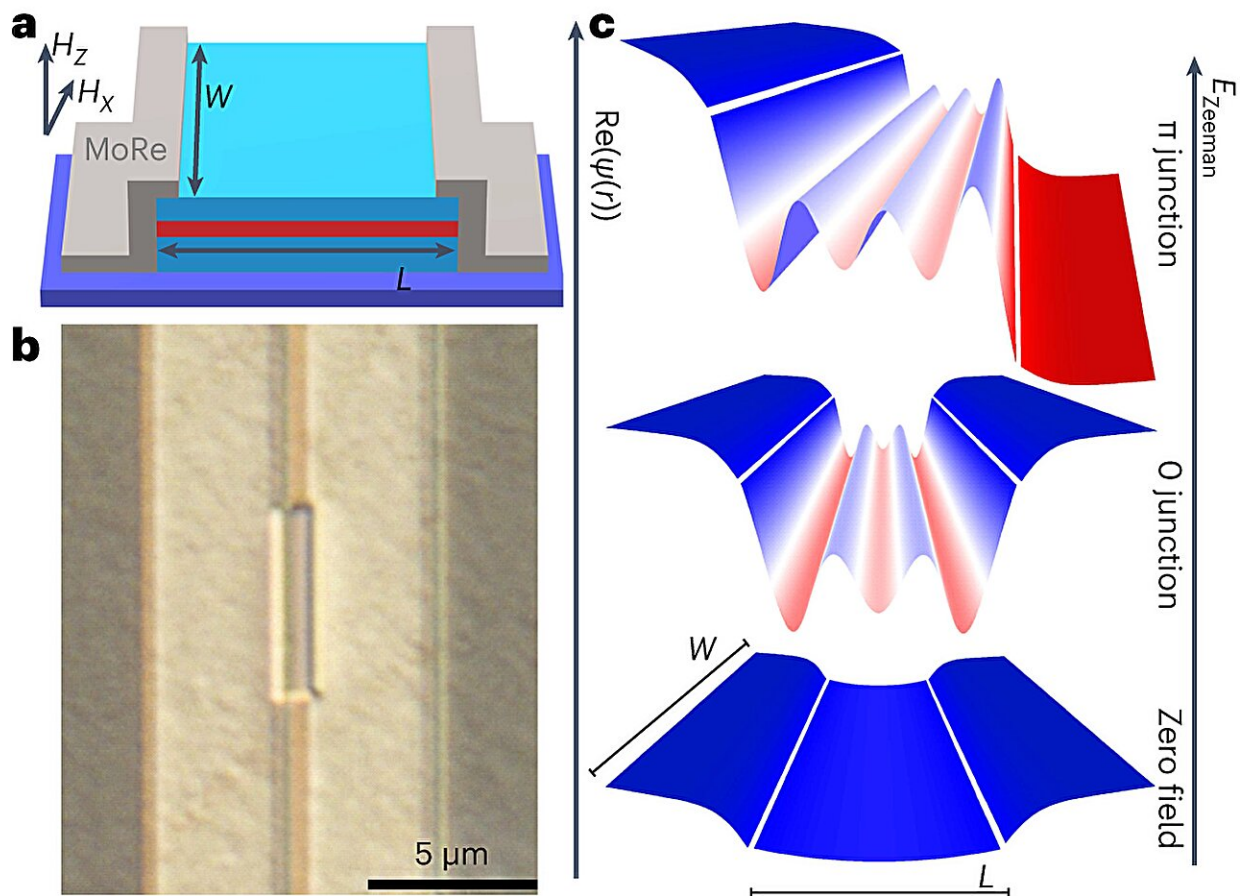 a
H_Z
H_X
W
MoRe
L
b
5 μm
c
Re(ψ(r))
E_Zeeman
π junction
0 junction
Zero field
W
L